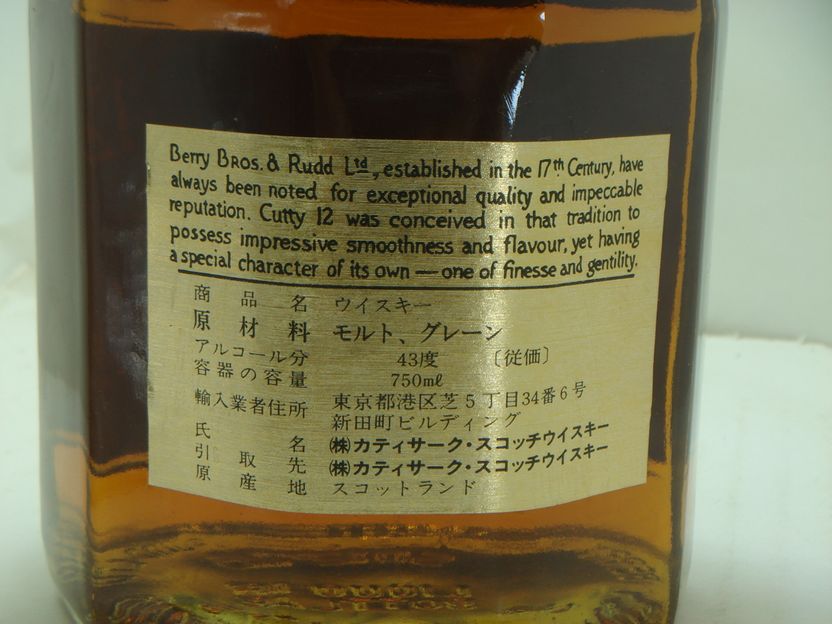 Berry Bros. & Rudd Ltd, established in the 17th Century, have
always been noted for exceptional quality and impeccable
reputation. Cutty 12 was conceived in that tradition to
possess impressive smoothness and flavour, yet having
a special character of its own — one of finesse and gentility.
商品名 ウイスキー
原材料 モルト、グレーン
アルコール分 43度 〔従価〕
容器の容量 750mℓ
輸入業者住所 東京都港区芝5丁目34番6号
新田町ビルディング
氏名 ㈱カティサーク・スコッチウイスキー
引取先 ㈱カティサーク・スコッチウイスキー
原産地 スコットランド